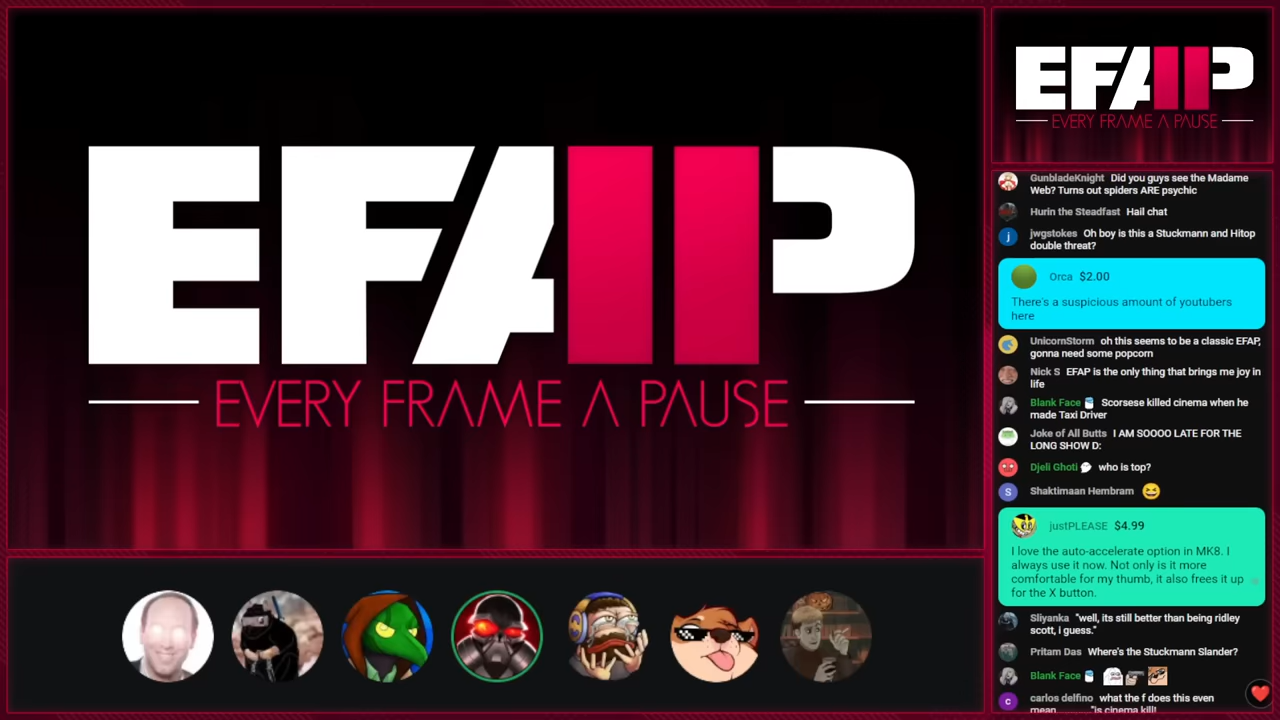 EFAP
EVERY FRAME A PAUSE
EFAP
EVERY FRAME A PAUSE
GunbladeKnight Did you guys see the Madame
Web? Turns out spiders ARE psychic
Hurin the Steadfast Hail chat
j
jwgstokes Oh boy is this a Stuckmann and Hitop
double threat?
Orca $2.00
There's a suspicious amount of youtubers
here
UnicornStorm oh this seems to be a classic EFAP,
gonna need some popcorn
Nick S EFAP is the only thing that brings me joy in
life
Blank Face Scorsese killed cinema when he
made Taxi Driver
Joke of All Butts I AM SOOOO LATE FOR THE
LONG SHOW D:
Djeli Ghoti who is top?
S
Shaktimaan Hembram
justPLEASE $4.99
I love the auto-accelerate option in MK8. I
always use it now. Not only is it more
comfortable for my thumb, it also frees it up
for the X button.
Sliyanka "well, its still better than being ridley
scott, i guess."
Pritam Das Where's the Stuckmann Slander?
Blank Face
c
carlos delfino what the f does this even
mean "is cinema kill!